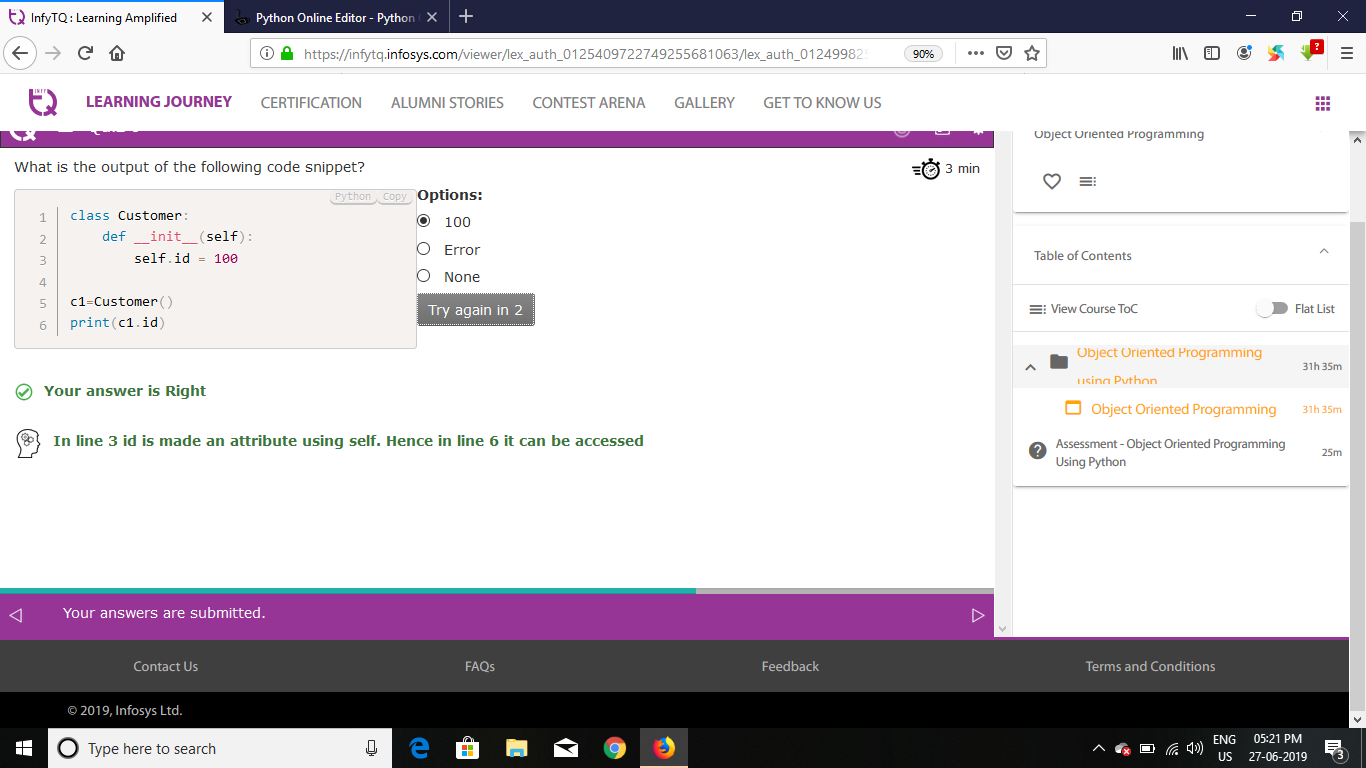 InfyTQ : Learning Amplified
Python Online Editor - Python
https://infytq.infosys.com/viewer/lex_auth_0125409722749255681063/lex_auth_01249982
90%
?
LEARNING JOURNEY CERTIFICATION ALUMNI STORIES CONTEST ARENA GALLERY GET TO KNOW US
What is the output of the following code snippet?
3 min
Python Copy
1 class Customer:
2 def __init__(self):
3 self.id = 100
4
5 c1=Customer()
6 print(c1.id)
Options:
100
Error
None
Try again in 2
Your answer is Right
In line 3 id is made an attribute using self. Hence in line 6 it can be accessed
Your answers are submitted.
Object Oriented Programming
Table of Contents
View Course ToC Flat List
Object Oriented Programming
using Python
31h 35m
Object Oriented Programming 31h 35m
Assessment - Object Oriented Programming
Using Python
25m
Contact Us FAQs Feedback Terms and Conditions
© 2019, Infosys Ltd.
Type here to search
ENG
US
05:21 PM
27-06-2019
3